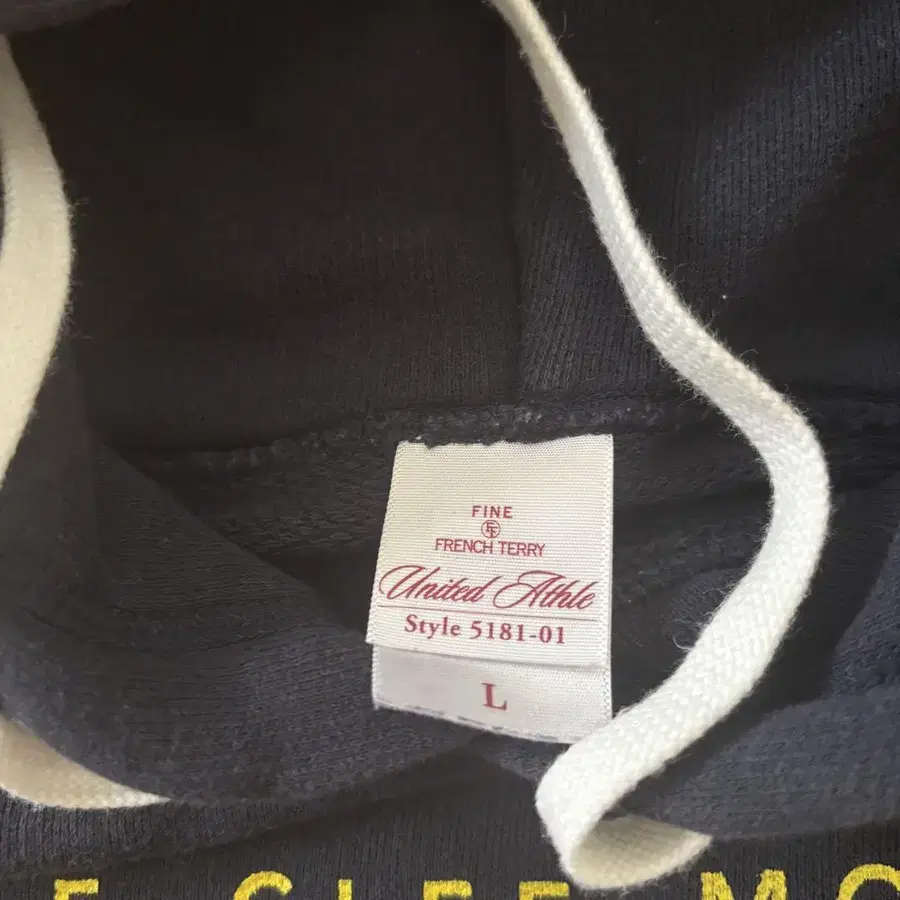 FINE
FRENCH TERRY
United Athle
Style 5181-01
L